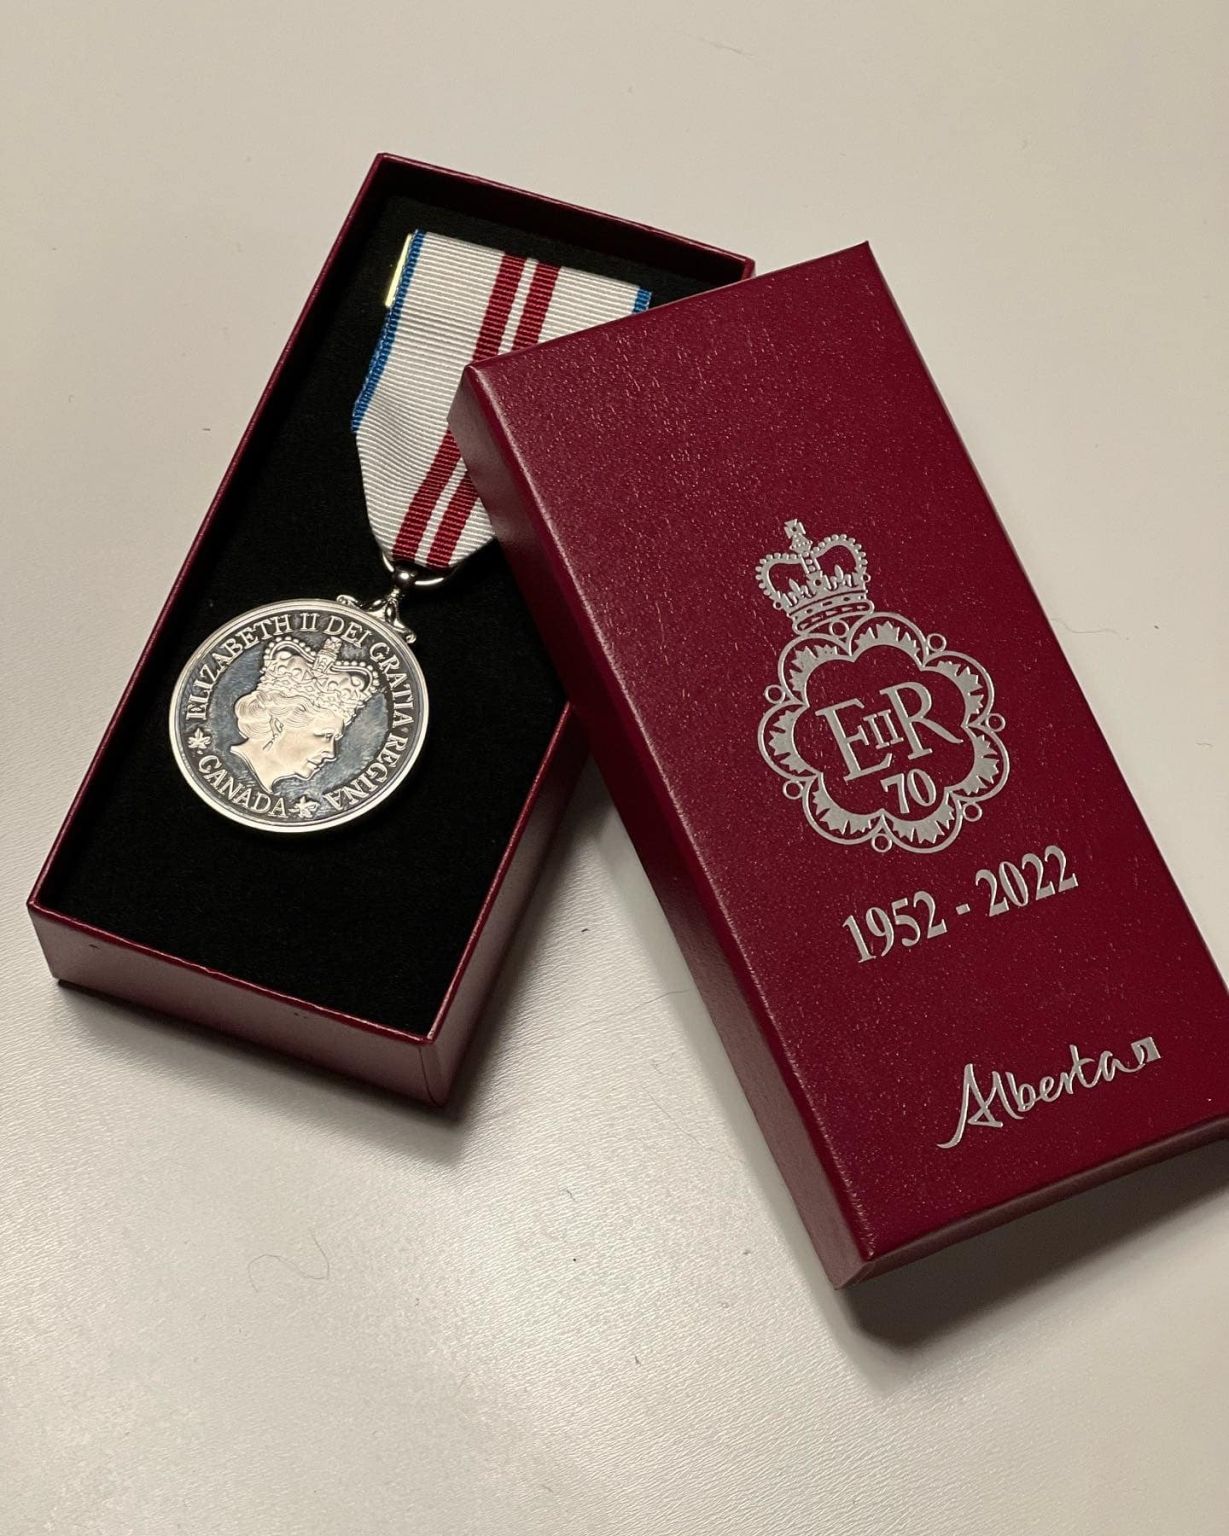 ELIZABETH II DEI GRATIA REGINA
CANADA
EIIR
70
1952 - 2022
Alberta